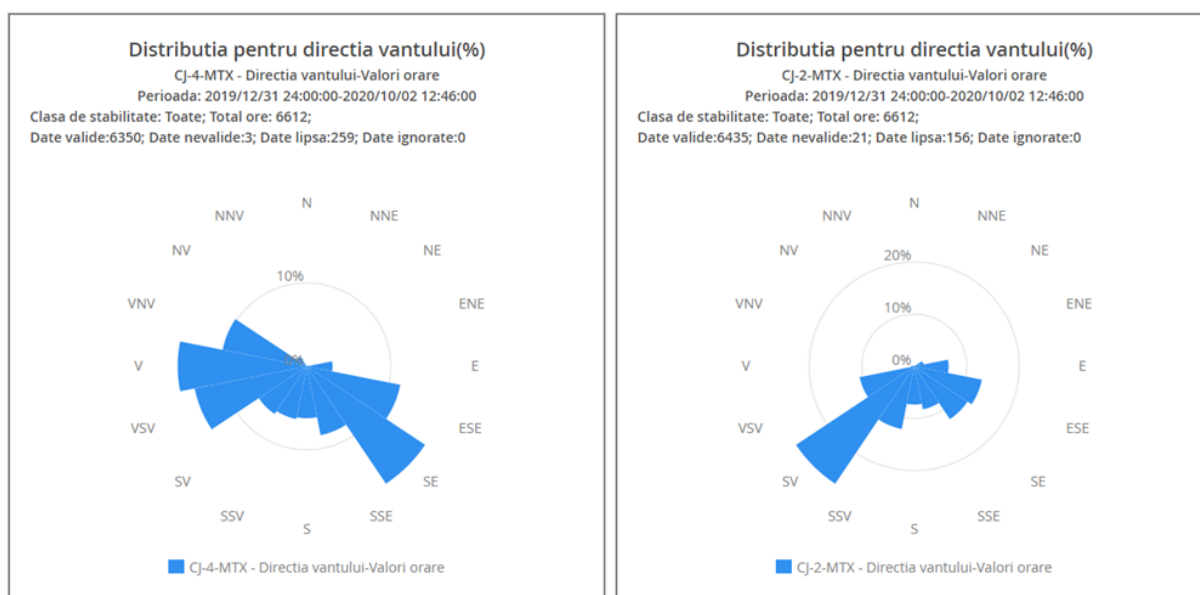 Distributia pentru directia vantului(%)
CJ-4-MTX - Directia vantului-Valori orare
Perioada: 2019/12/31 24:00:00-2020/10/02 12:46:00
Clasa de stabilitate: Toate; Total ore: 6612;
Date valide:6350; Date nevalide:3; Date lipsa:259; Date ignorate:0
N
NNV
NNE
NV
NE
10%
VNV
ENE
0%
V
E
VSV
ESE
SV
SE
SSV
SSE
S
CJ-4-MTX - Directia vantului-Valori orare
Distributia pentru directia vantului(%)
CJ-2-MTX - Directia vantului-Valori orare
Perioada: 2019/12/31 24:00:00-2020/10/02 12:46:00
Clasa de stabilitate: Toate; Total ore: 6612;
Date valide:6435; Date nevalide:21; Date lipsa:156; Date ignorate:0
N
NNV
NNE
NV
NE
20%
VNV
ENE
10%
0%
V
E
VSV
ESE
SV
SE
SSV
SSE
S
CJ-2-MTX - Directia vantului-Valori orare